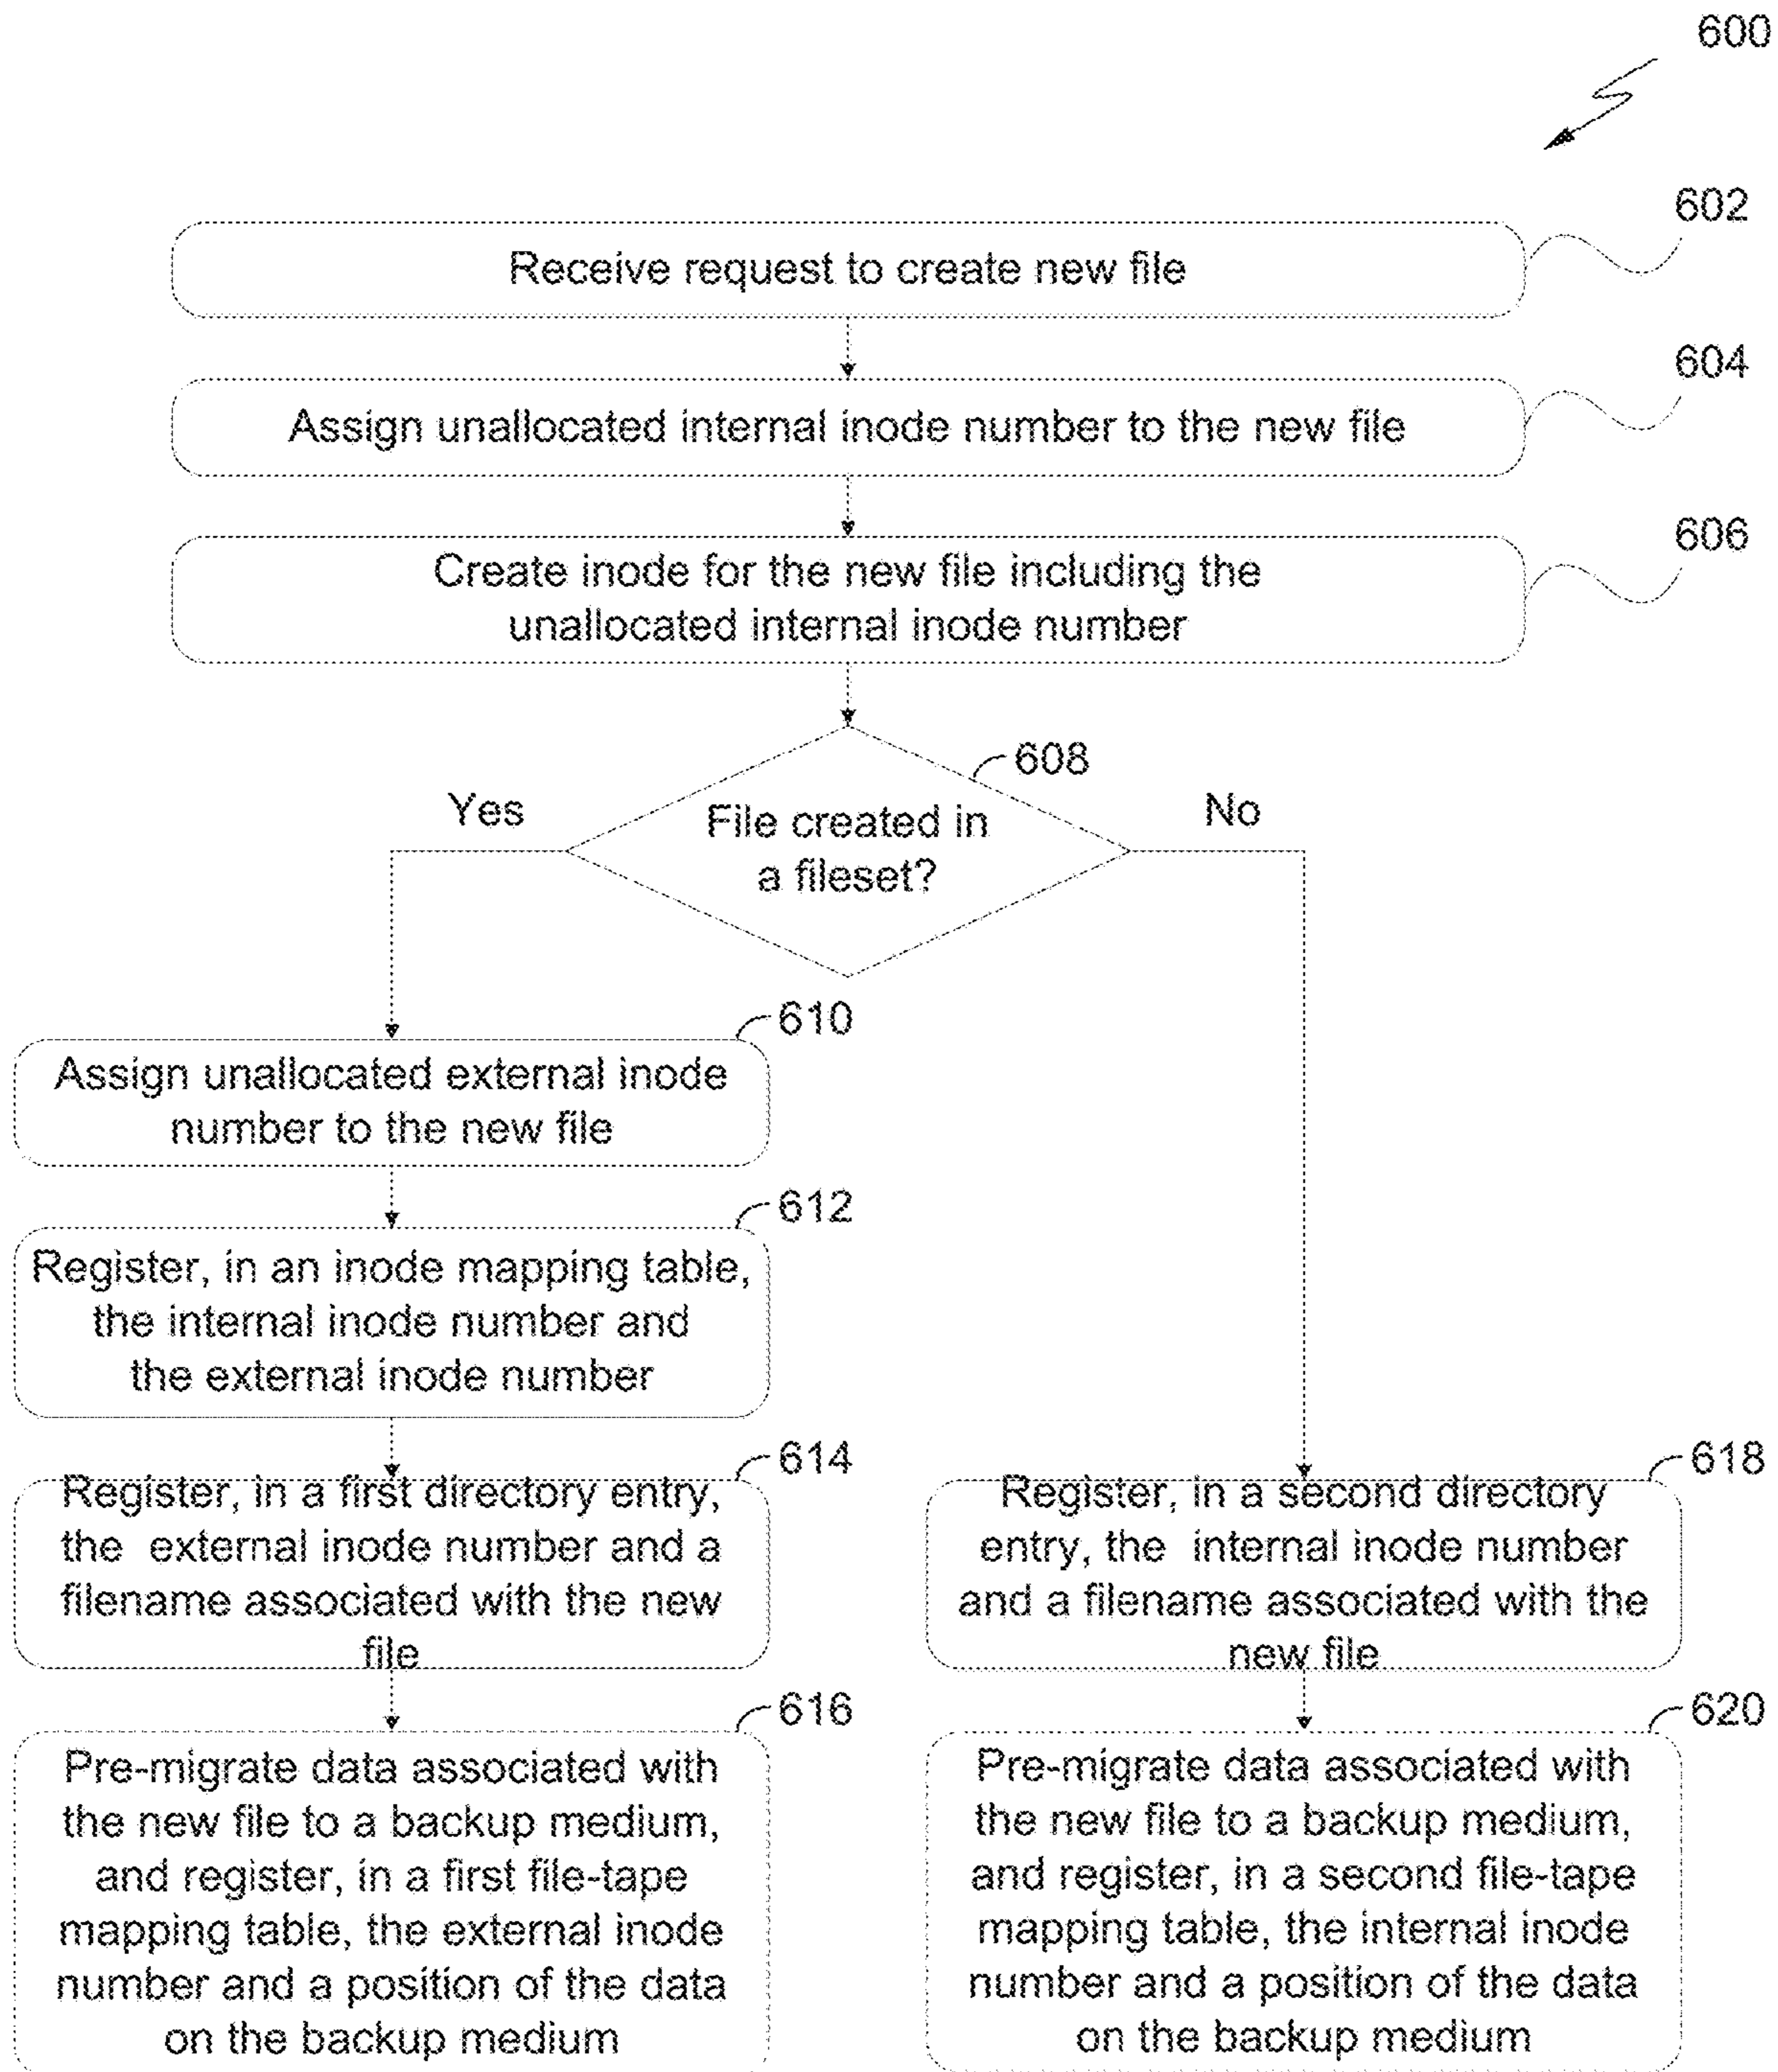 600
602
Receive request to create new file
604
Assign unallocated internal inode number to the new file
606
Create inode for the new file including the
unallocated internal inode number
608
Yes
No
File created in
a fileset?
610
Assign unallocated external inode
number to the new file
612
Register, in an inode mapping table,
the internal inode number and
the external inode number
614
Register, in a first directory entry,
the external inode number and a
filename associated with the new
file
618
Register, in a second directory
entry, the internal inode number
and a filename associated with the
new file
616
Pre-migrate data associated with
the new file to a backup medium,
and register, in a first file-tape
mapping table, the external inode
number and a position of the data
on the backup medium
620
Pre-migrate data associated with
the new file to a backup medium,
and register, in a second file-tape
mapping table, the internal inode
number and a position of the data
on the backup medium